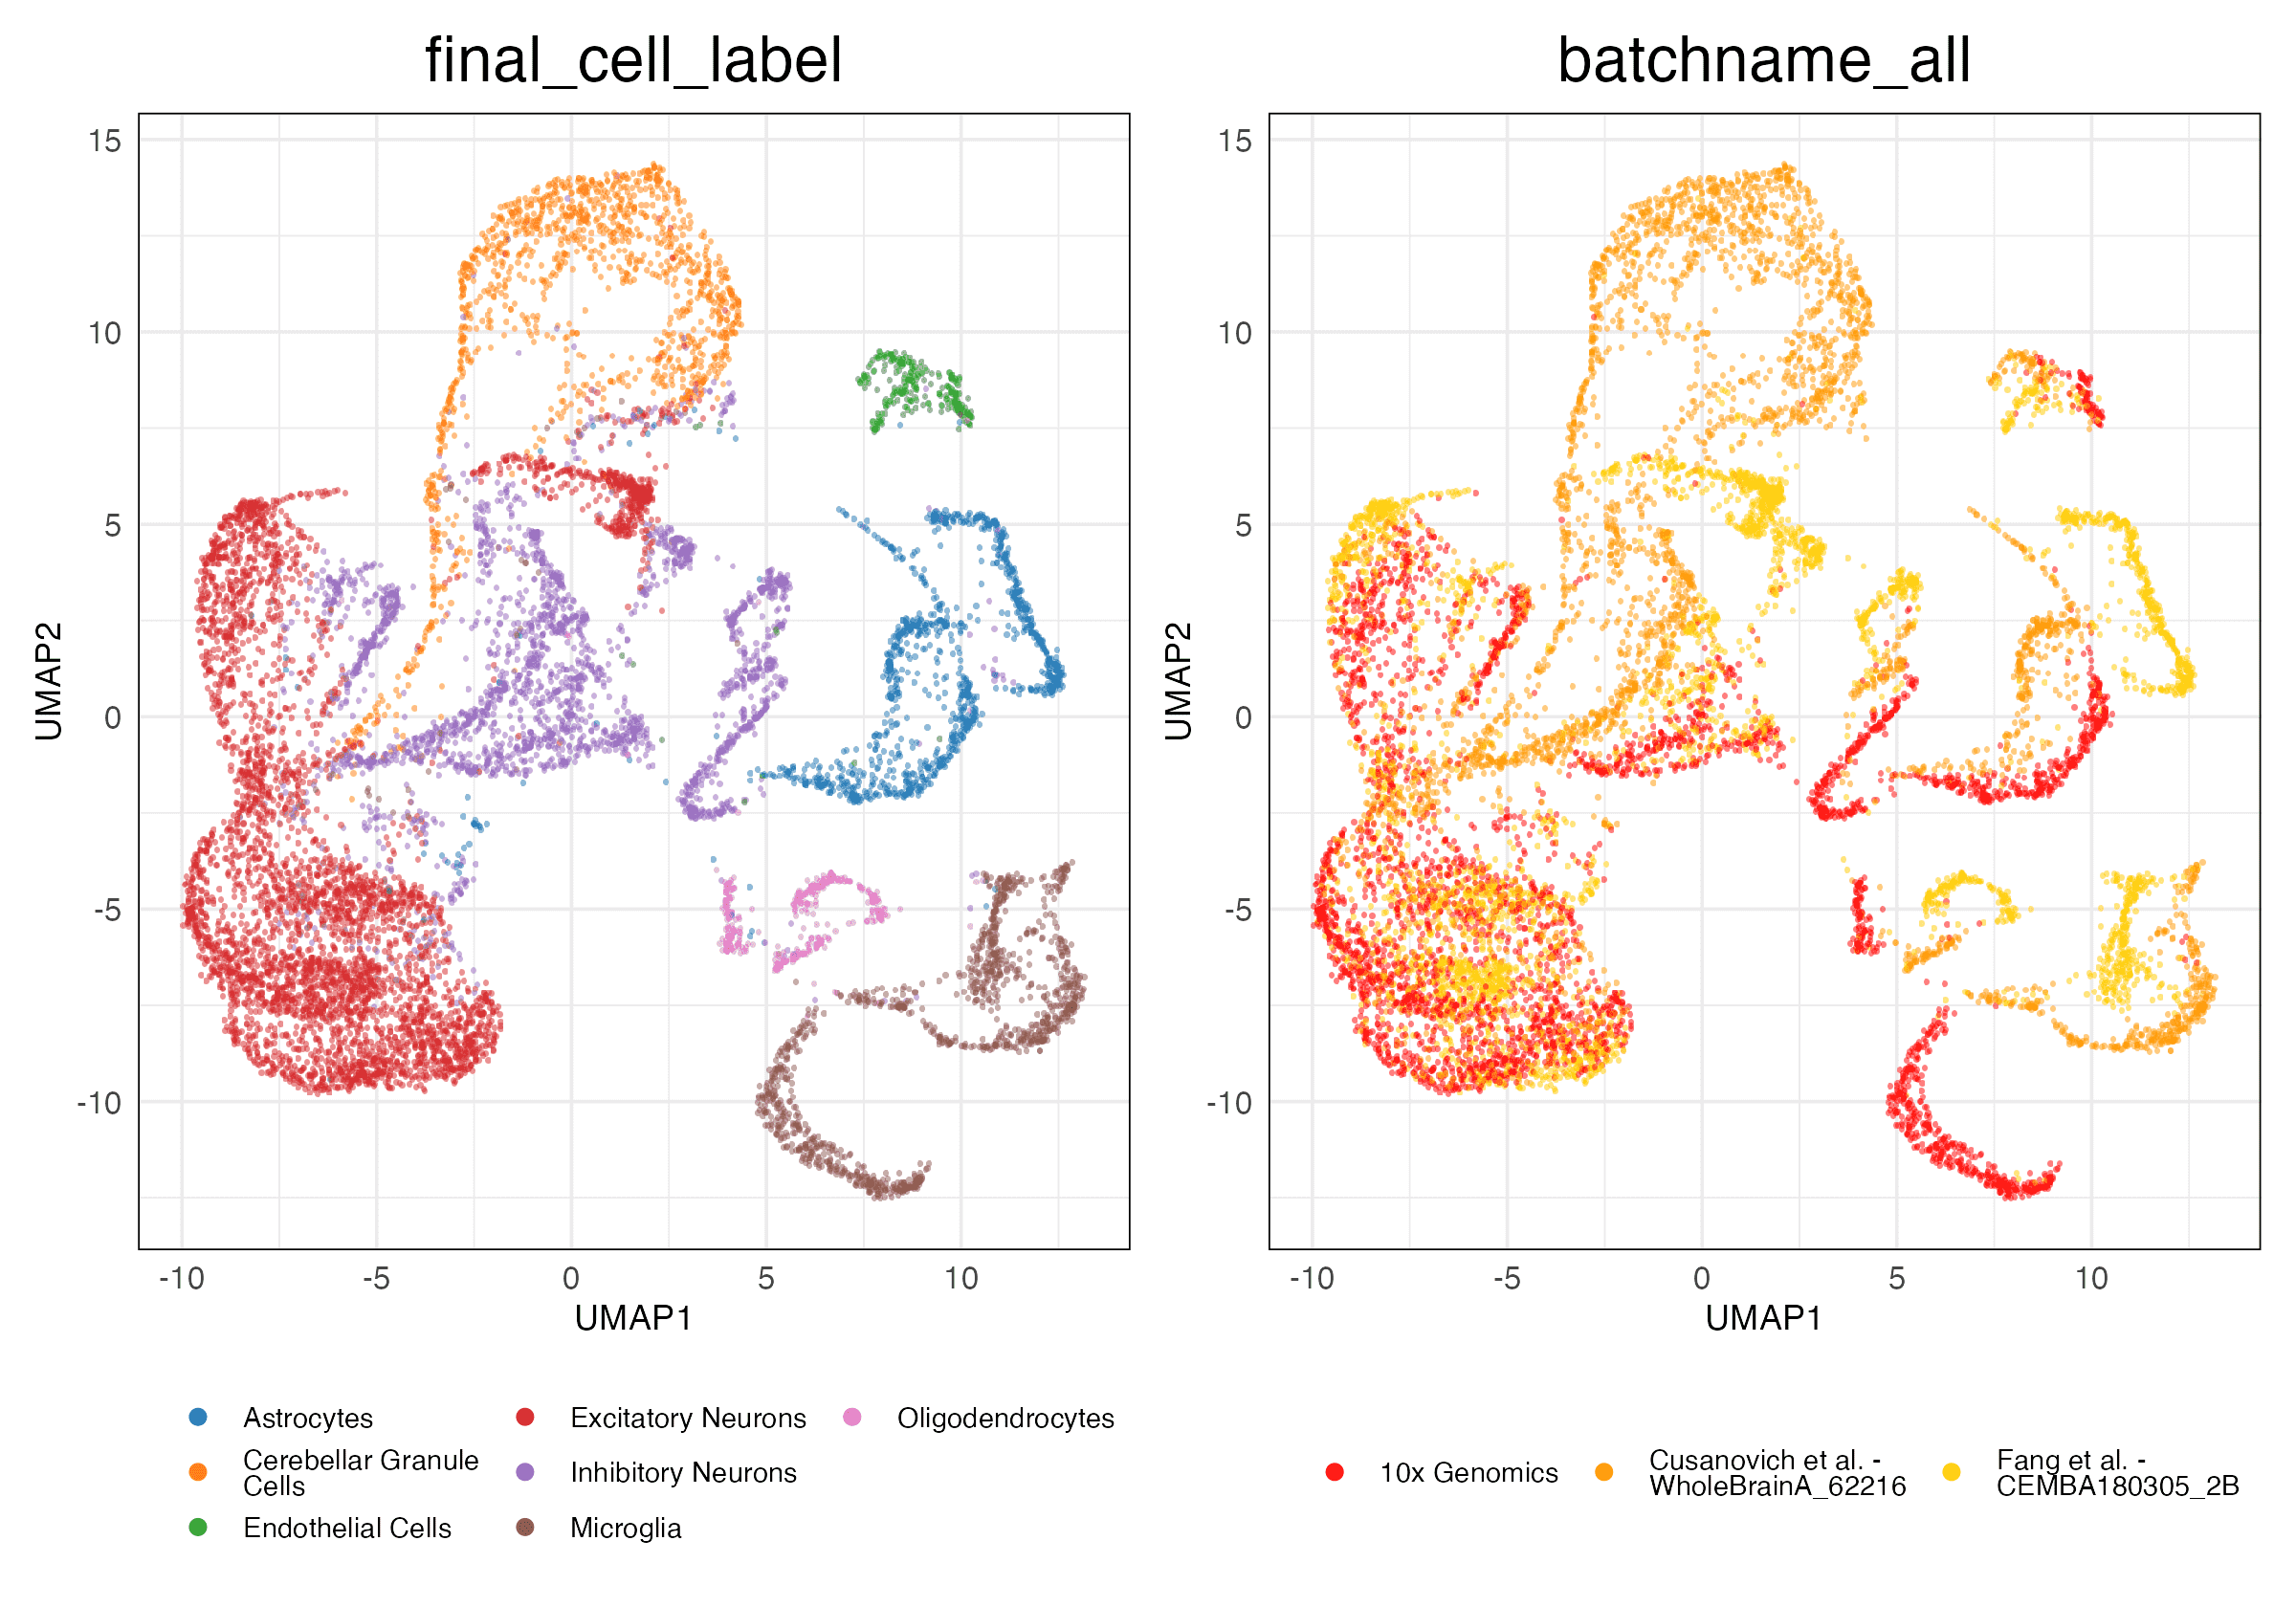 final_cell_label
batchname_all
15
10
5
0
-5
-10
UMAP2
-10 -5 0 5 10
UMAP1
15
10
5
0
-5
-10
UMAP2
-10 -5 0 5 10
UMAP1
Astrocytes
Cerebellar Granule
Cells
Endothelial Cells
Excitatory Neurons
Inhibitory Neurons
Microglia
Oligodendrocytes
10x Genomics
Cusanovich et al. -
WholeBrainA_62216
Fang et al. -
CEMBA180305_2B